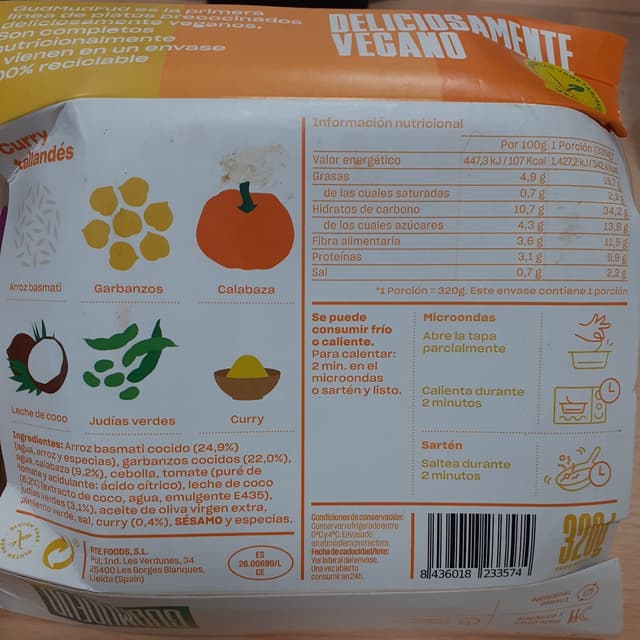 GudMudrud es la primera
línea de platos precocinados
deliciosamente veganos.
Son completos
nutricionalmente
y vienen en un envase
100% reciclable
DELICIOSAMENTE
VEGANO
Curry
tailandés
Arroz basmati
Garbanzos
Calabaza
Leche de coco
Judías verdes
Curry
Ingredientes: Arroz basmati cocido (24,9%)
(agua, arroz y especias), garbanzos cocidos (22,0%),
agua, calabaza (9,2%), cebolla, tomate (puré de
tomate y acidulante: ácido cítrico), leche de coco
(extracto de coco, agua, emulgente E435),
judías verdes (3,1%), aceite de oliva virgen extra,
pimiento verde, sal, curry (0,4%), SÉSAMO y especias.
RTE FOODS, S.L.
Pol. Ind. Les Verdunes, 34
25400 Les Borges Blanques,
Lleida (Spain)
ES
26.00699/L
CE
Información nutricional
Por 100g 1 Porción (320g)*
Valor energético 447,3 kJ / 107 Kcal 1.427,2 kJ /
Grasas 4,9 g
de las cuales saturadas 0,7 g 2,2 g
Hidratos de carbono 10,7 g 34,2 g
de los cuales azúcares 4,3 g 13,8 g
Fibra alimentaria 3,6 g 11,5 g
Proteínas 3,1 g 9,9 g
Sal 0,7 g 2,2 g
*1 Porción = 320g. Este envase contiene 1 porción
Se puede
consumir frío
o caliente.
Para calentar:
2 min. en el
microondas
o sartén y listo.
Microondas
Abre la tapa
parcialmente
Calienta durante
2 minutos
Sartén
Saltea durante
2 minutos
Condiciones de conservación:
Conservar refrigerado entre
0ºC y 4ºC. Envasado
en atmósfera protectora.
Fecha de caducidad/lote:
Ver lateral del envase.
Una vez abierto
consumir en 24h.
8 436018 233574
320g